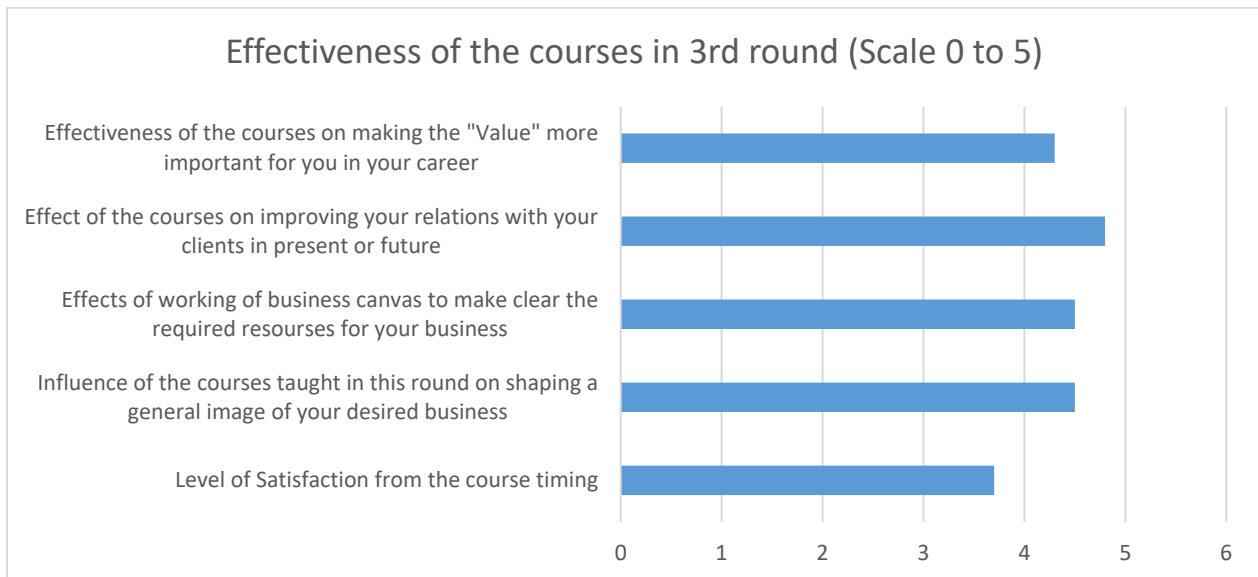 Effectiveness of the courses in 3rd round (Scale 0 to 5)
Effectiveness of the courses on making the "Value" more
important for you in your career
Effect of the courses on improving your relations with your
clients in present or future
Effects of working of business canvas to make clear the
required resourses for your business
Influence of the courses taught in this round on shaping a
general image of your desired business
Level of Satisfaction from the course timing
0 1 2 3 4 5 6